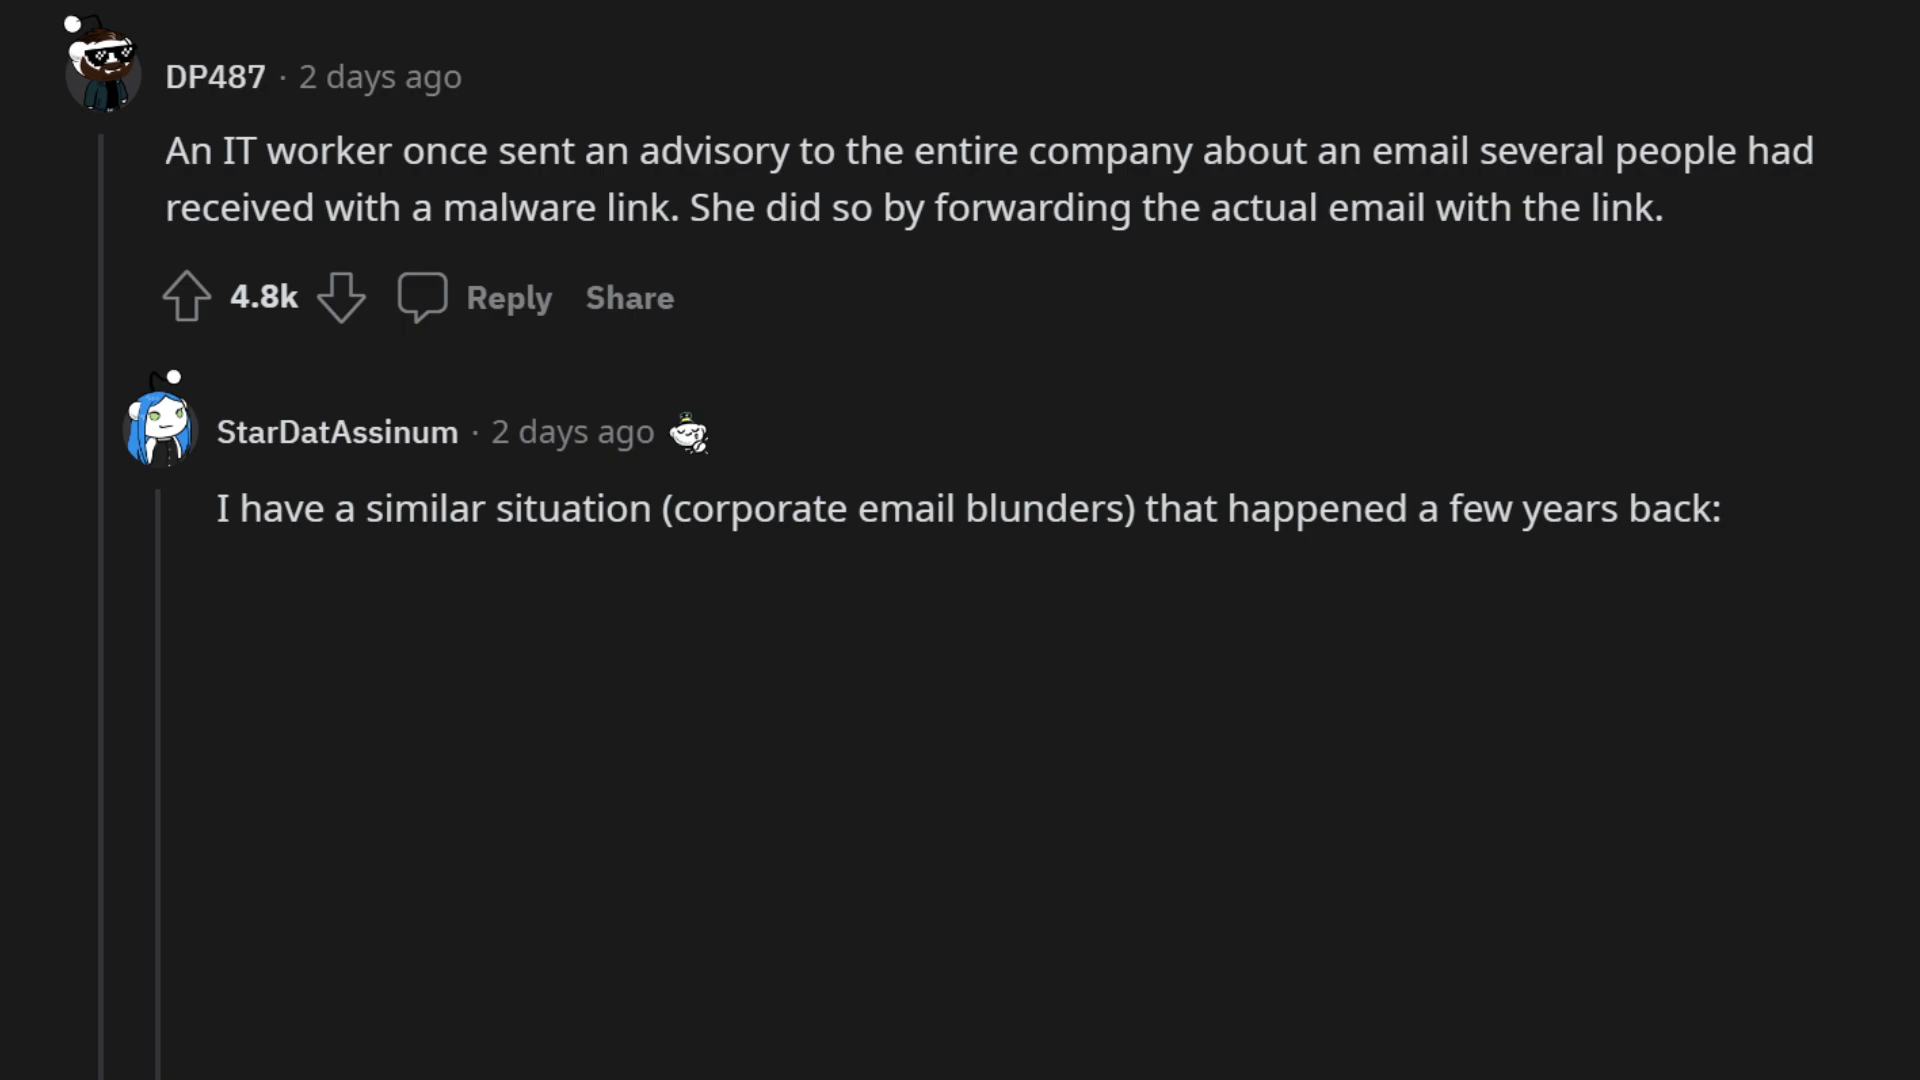 DP487 · 2 days ago
An IT worker once sent an advisory to the entire company about an email several people had
received with a malware link. She did so by forwarding the actual email with the link.
4.8k Reply Share
StarDatAssinum · 2 days ago
I have a similar situation (corporate email blunders) that happened a few years back: